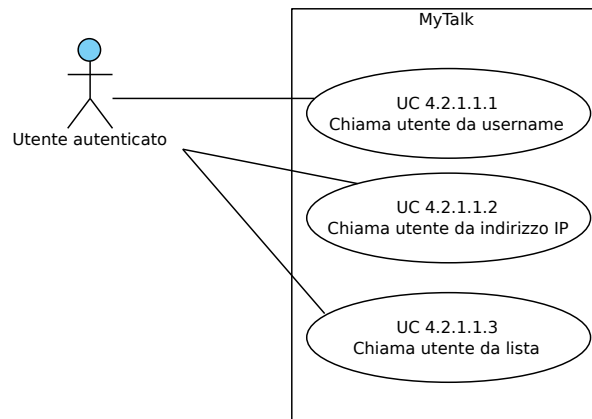 MyTalk
UC 4.2.1.1.1
Chiama utente da username
Utente autenticato
UC 4.2.1.1.2
Chiama utente da indirizzo IP
UC 4.2.1.1.3
Chiama utente da lista